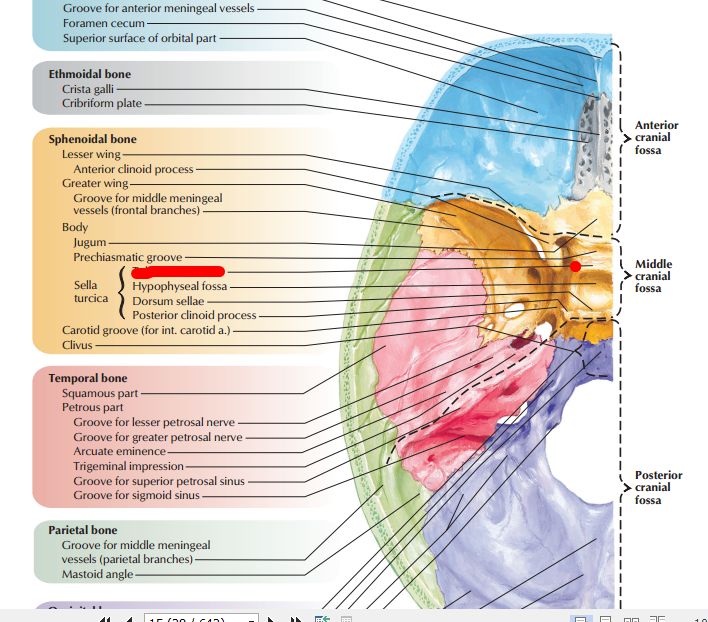 Groove for anterior meningeal vessels
Foramen cecum
Superior surface of orbital part
Ethmoidal bone
Crista galli
Cribriform plate
Sphenoidal bone
Lesser wing
Anterior clinoid process
Greater wing
Groove for middle meningeal
vessels (frontal branches)
Body
Jugum
Prechiasmatic groove
Sella
turcica
Hypophyseal fossa
Dorsum sellae
Posterior clinoid process
Carotid groove (for int. carotid a.)
Clivus
Temporal bone
Squamous part
Petrous part
Groove for lesser petrosal nerve
Groove for greater petrosal nerve
Arcuate eminence
Trigeminal impression
Groove for superior petrosal sinus
Groove for sigmoid sinus
Parietal bone
Groove for middle meningeal
vessels (parietal branches)
Mastoid angle
Anterior
cranial
fossa
Middle
cranial
fossa
Posterior
cranial
fossa